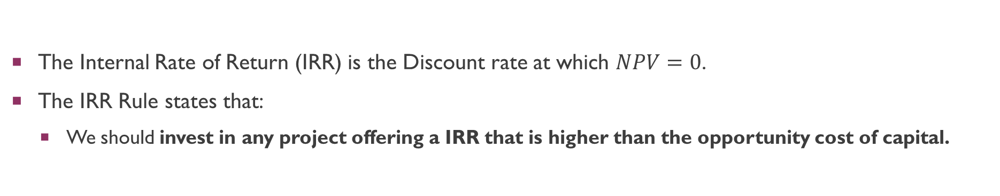 The Internal Rate of Return (IRR) is the Discount rate at which NPV = 0.
The IRR Rule states that:
We should invest in any project offering a IRR that is higher than the opportunity cost of capital.